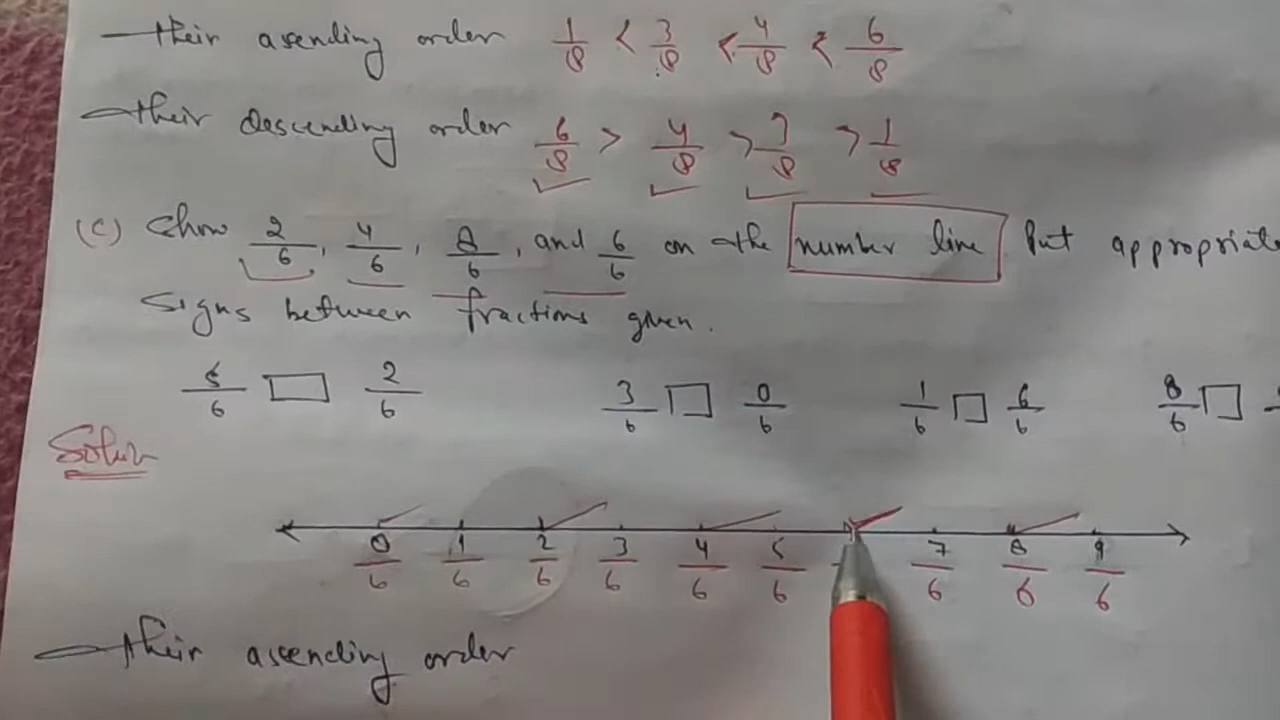 their asending order 1/8 < 3/8 < 4/8 < 6/8
their descending order 6/8 > 4/8 > 3/8 > 1/8
(c) Show 2/6, 4/6, 8/6, and 6/6 on the number line. Put appropriate
Signs between fractions given.
5/6 □ 2/6 3/6 □ 0/6 1/6 □ 6/6 8/6 □
Solun
0/6 1/6 2/6 3/6 4/6 5/6 7/6 8/6 9/6
their ascending order